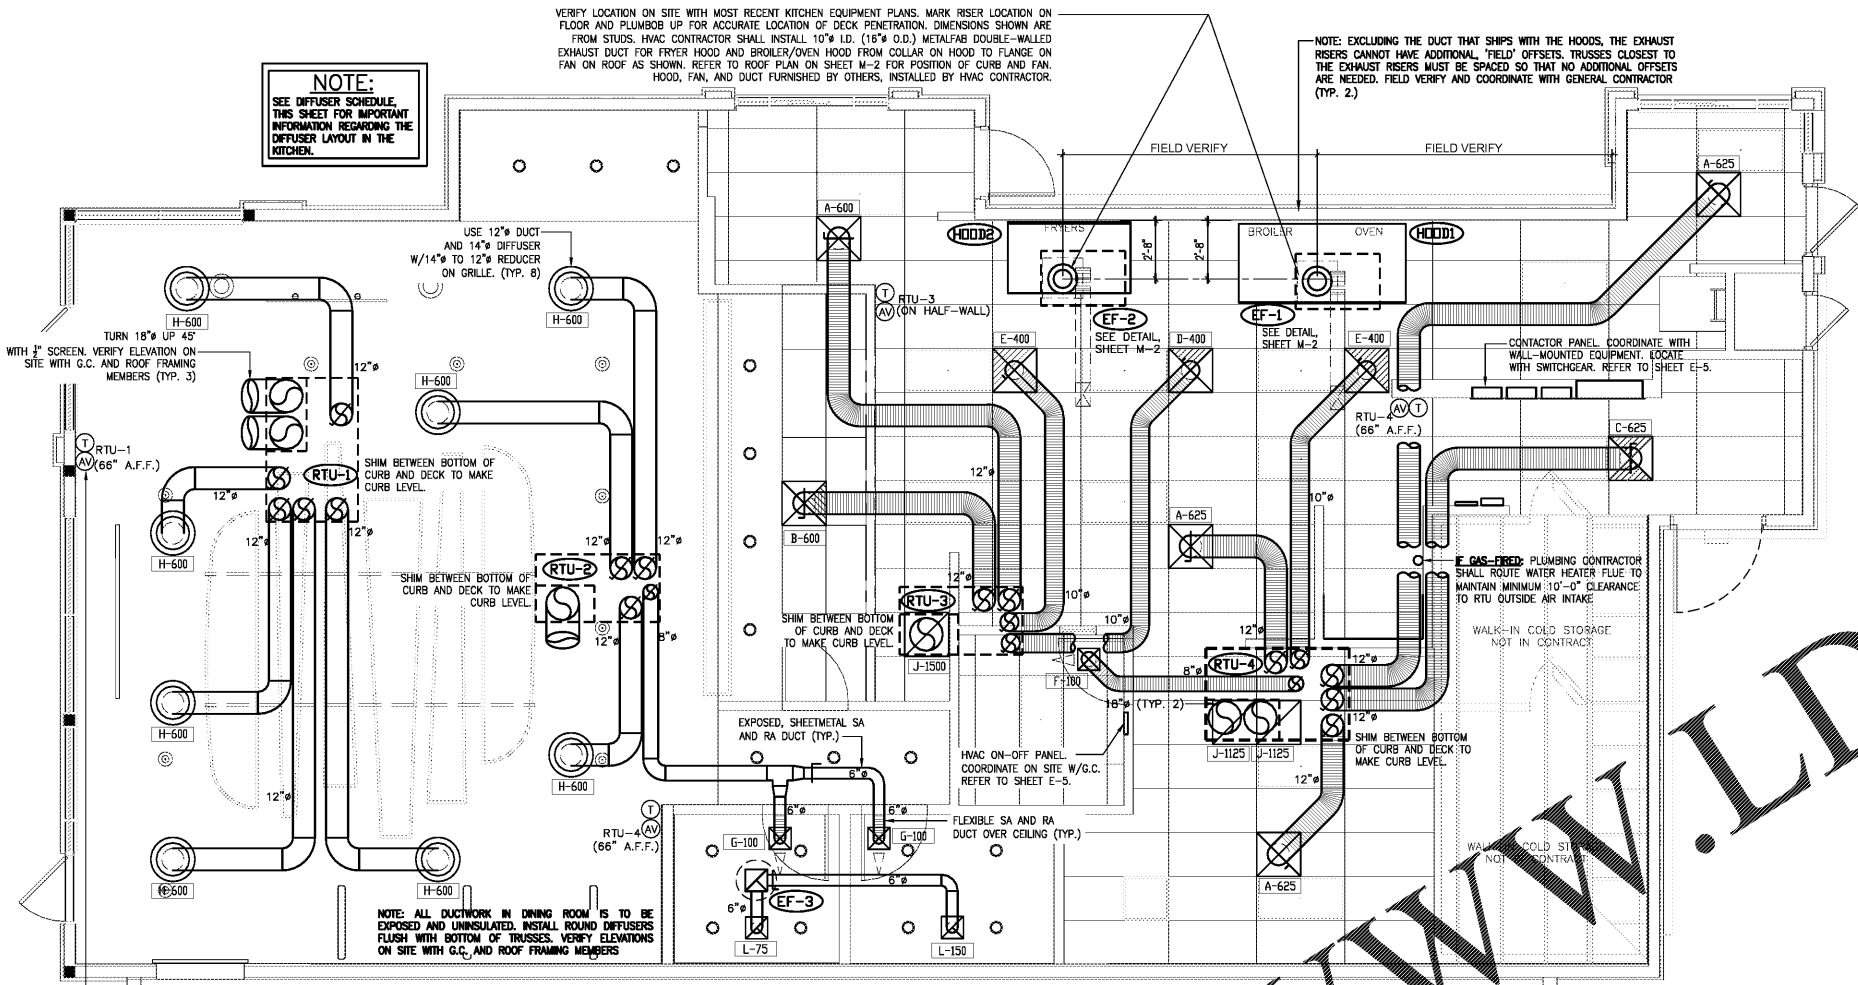 VERIFY LOCATION ON SITE WITH MOST RECENT KITCHEN EQUIPMENT PLANS. MARK RISER LOCATION ON
FLOOR AND PLUMBOB UP FOR ACCURATE LOCATION OF DECK PENETRATION. DIMENSIONS SHOWN ARE
FROM STUDS. HVAC CONTRACTOR SHALL INSTALL 10"ø I.D. (16"ø O.D.) METALFAB DOUBLE-WALLED
EXHAUST DUCT FOR FRYER HOOD AND BROILER/OVEN HOOD FROM COLLAR ON HOOD TO FLANGE ON
FAN ON ROOF AS SHOWN. REFER TO ROOF PLAN ON SHEET M-2 FOR POSITION OF CURB AND FAN.
HOOD, FAN, AND DUCT FURNISHED BY OTHERS, INSTALLED BY HVAC CONTRACTOR.
NOTE: EXCLUDING THE DUCT THAT SHIPS WITH THE HOODS, THE EXHAUST
RISERS CANNOT HAVE ADDITIONAL, 'FIELD' OFFSETS. TRUSSES CLOSEST TO
THE EXHAUST RISERS MUST BE SPACED SO THAT NO ADDITIONAL OFFSETS
ARE NEEDED. FIELD VERIFY AND COORDINATE WITH GENERAL CONTRACTOR
(TYP. 2.)
NOTE:
SEE DIFFUSER SCHEDULE,
THIS SHEET FOR IMPORTANT
INFORMATION REGARDING THE
DIFFUSER LAYOUT IN THE
KITCHEN.
FIELD VERIFY
FIELD VERIFY
A-625
A-600
USE 12"ø DUCT
AND 14"ø DIFFUSER
W/14"ø TO 12"ø REDUCER
ON GRILLE. (TYP. 8)
HOOD2
FRYERS
2'-8"
2'-8"
BROILER
OVEN
HOOD1
T
AV
RTU-3
(ON HALF-WALL)
H-600
H-600
EF-2
SEE DETAIL,
SHEET M-2
EF-1
SEE DETAIL,
SHEET M-2
TURN 18"ø UP 45°
WITH ½" SCREEN. VERIFY ELEVATION ON
SITE WITH G.C. AND ROOF FRAMING
MEMBERS (TYP. 3)
12"ø
E-400
D-400
E-400
CONTACTOR PANEL. COORDINATE WITH
WALL-MOUNTED EQUIPMENT. LOCATE
WITH SWITCHGEAR. REFER TO SHEET E-5.
H-600
AV
T
RTU-4
(66" A.F.F.)
C-625
T
AV
RTU-1
(66" A.F.F.)
RTU-1
SHIM BETWEEN BOTTOM OF
CURB AND DECK TO MAKE
CURB LEVEL.
12"ø
12"ø
10"ø
B-600
A-625
12"ø
12"ø
12"ø
12"ø
H-600
RTU-2
SHIM BETWEEN BOTTOM OF
CURB AND DECK TO MAKE
CURB LEVEL.
12"ø
8"ø
12"ø
RTU-3
10"ø
10"ø
SHIM BETWEEN BOTTOM
OF CURB AND DECK
TO MAKE CURB LEVEL.
J-1500
F-100
IF GAS-FIRED: PLUMBING CONTRACTOR
SHALL ROUTE WATER HEATER FLUE TO
MAINTAIN MINIMUM 10'-0" CLEARANCE
TO RTU OUTSIDE AIR INTAKE
WALK-IN COLD STORAGE
NOT IN CONTRACT
12"ø
RTU-4
8"ø
12"ø
18"ø (TYP. 2)
12"ø
J-1125
J-1125
SHIM BETWEEN BOTTOM
OF CURB AND DECK TO
MAKE CURB LEVEL.
H-600
EXPOSED, SHEETMETAL SA
AND RA DUCT (TYP.)
HVAC ON-OFF PANEL.
COORDINATE ON SITE W/G.C.
REFER TO SHEET E-5.
6"ø
H-600
12"ø
12"ø
6"ø
6"ø
T
AV
RTU-4
(66" A.F.F.)
G-100
G-100
FLEXIBLE SA AND RA
DUCT OVER CEILING (TYP.)
WALK-IN COLD STORAGE
NOT IN CONTRACT
H-600
H-600
6"ø
EF-3
6"ø
A-625
NOTE: ALL DUCTWORK IN DINING ROOM IS TO BE
EXPOSED AND UNINSULATED. INSTALL ROUND DIFFUSERS
FLUSH WITH BOTTOM OF TRUSSES. VERIFY ELEVATIONS
ON SITE WITH G.C. AND ROOF FRAMING MEMBERS
L-75
L-150
WWW.LD